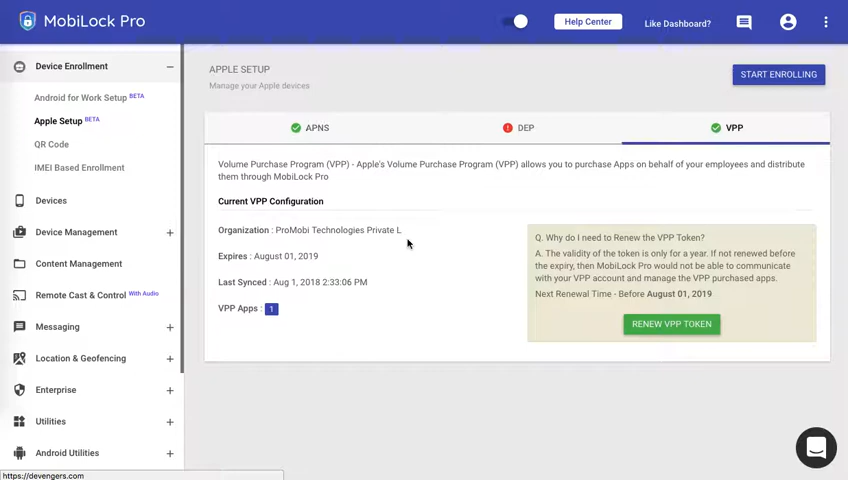 MobiLock Pro
Help Center
Like Dashboard?
Device Enrollment
Android for Work Setup BETA
Apple Setup BETA
QR Code
IMEI Based Enrollment
Devices
Device Management
Content Management
Remote Cast & Control With Audio
Messaging
Location & Geofencing
Enterprise
Utilities
Android Utilities
https://devengers.com
APPLE SETUP
Manage your Apple devices
START ENROLLING
APNS
DEP
VPP
Volume Purchase Program (VPP) - Apple's Volume Purchase Program (VPP) allows you to purchase Apps on behalf of your employees and distribute
them through MobiLock Pro
Current VPP Configuration
Organization : ProMobi Technologies Private L
Expires : August 01, 2019
Last Synced : Aug 1, 2018 2:33:06 PM
VPP Apps : 1
Q. Why do I need to Renew the VPP Token?
A. The validity of the token is only for a year. If not renewed before
the expiry, then MobiLock Pro would not be able to communicate
with your VPP account and manage the VPP purchased apps.
Next Renewal Time - Before August 01, 2019
RENEW VPP TOKEN